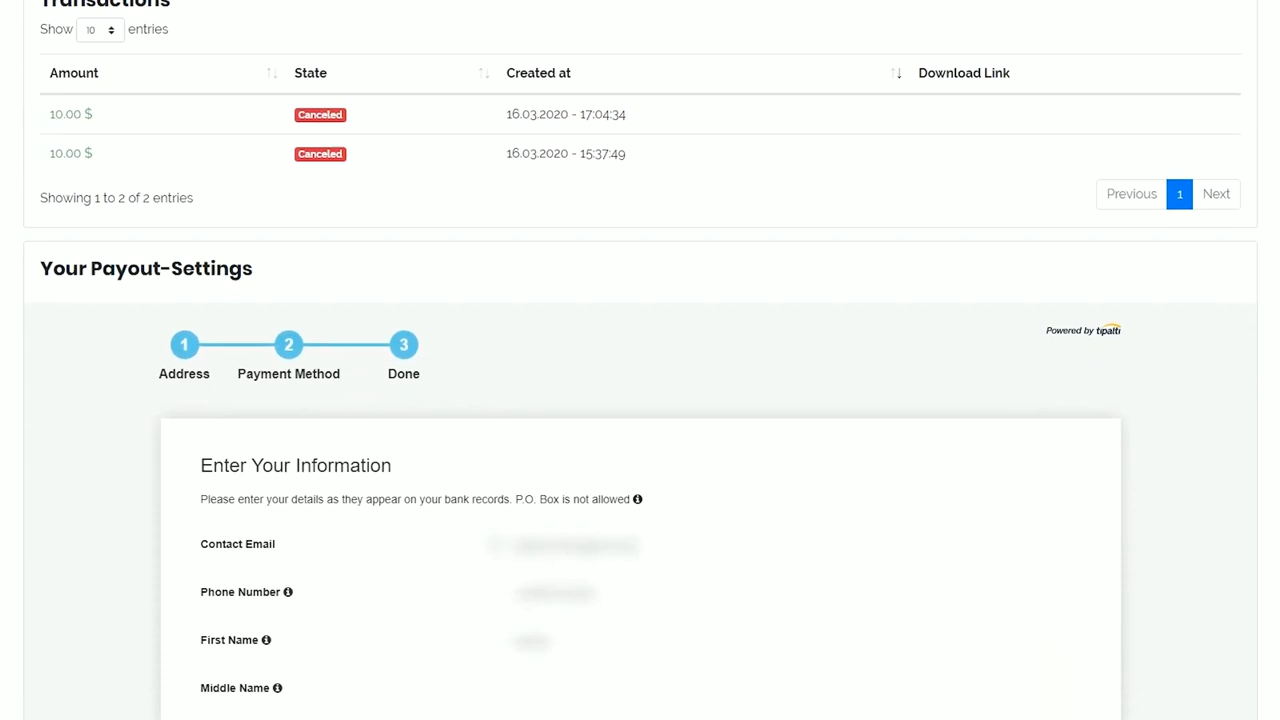 Transactions
Show 10 entries
Amount State Created at Download Link
10.00 $ Canceled 16.03.2020 - 17:04:34
10.00 $ Canceled 16.03.2020 - 15:37:49
Showing 1 to 2 of 2 entries
Previous 1 Next
Your Payout-Settings
1 2 3
Powered by tipalti
Address Payment Method Done
Enter Your Information
Please enter your details as they appear on your bank records. P.O. Box is not allowed
Contact Email
Phone Number
First Name
Middle Name